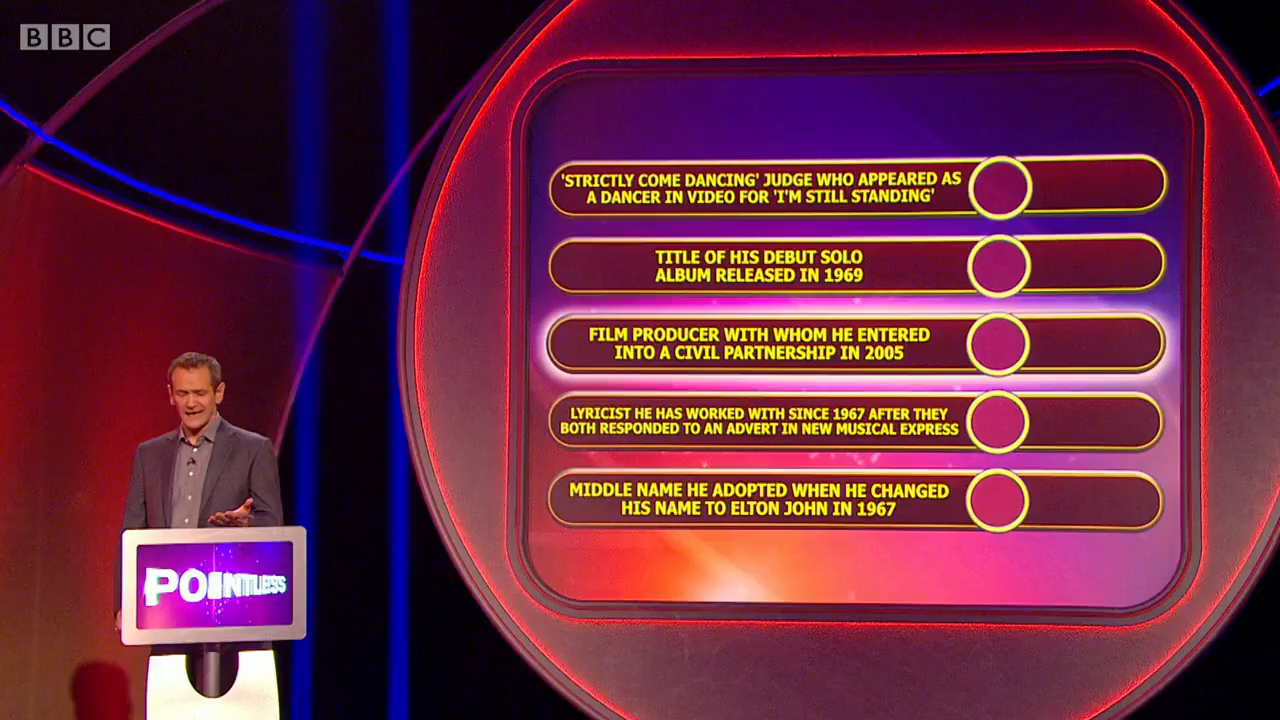 BBC
'STRICTLY COME DANCING' JUDGE WHO APPEARED AS
A DANCER IN VIDEO FOR 'I'M STILL STANDING'
TITLE OF HIS DEBUT SOLO
ALBUM RELEASED IN 1969
FILM PRODUCER WITH WHOM HE ENTERED
INTO A CIVIL PARTNERSHIP IN 2005
LYRICIST HE HAS WORKED WITH SINCE 1967 AFTER THEY
BOTH RESPONDED TO AN ADVERT IN NEW MUSICAL EXPRESS
MIDDLE NAME HE ADOPTED WHEN HE CHANGED
HIS NAME TO ELTON JOHN IN 1967
POINTLESS